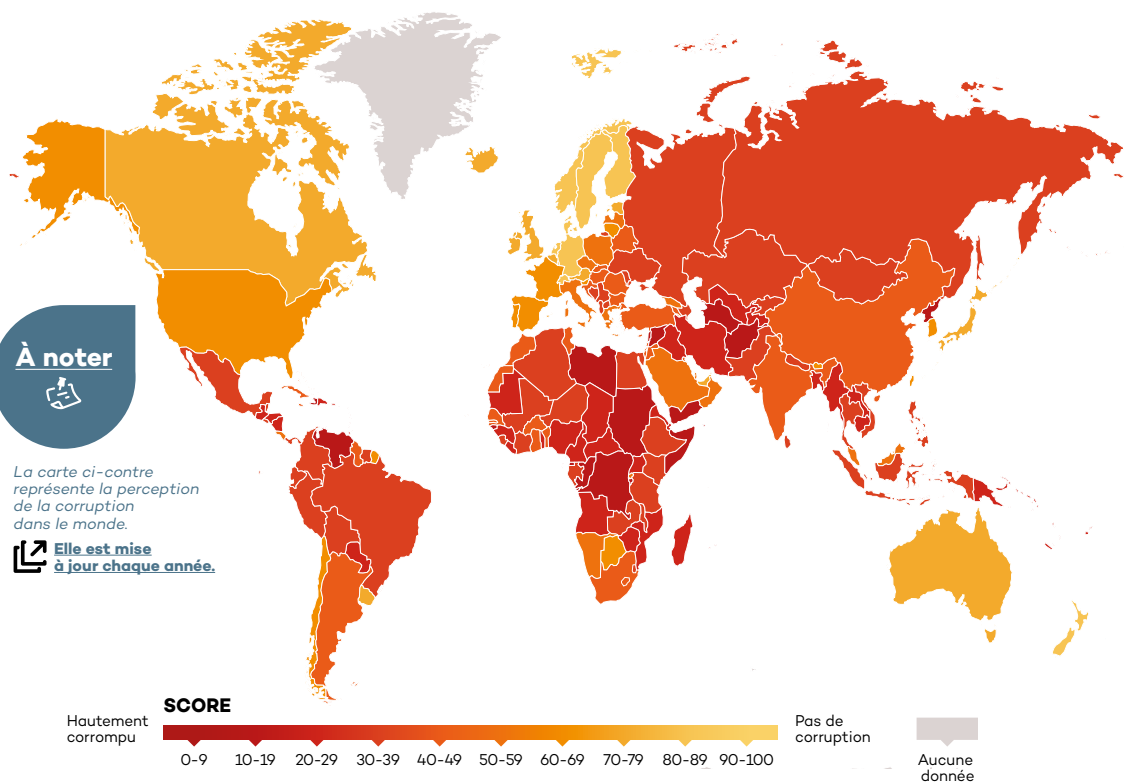 À noter
La carte ci-contre
représente la perception
de la corruption
dans le monde.
Elle est mise
à jour chaque année.
SCORE
Hautement
corrompu
0-9 10-19 20-29 30-39 40-49 50-59 60-69 70-79 80-89 90-100
Pas de
corruption
Aucune
donnée